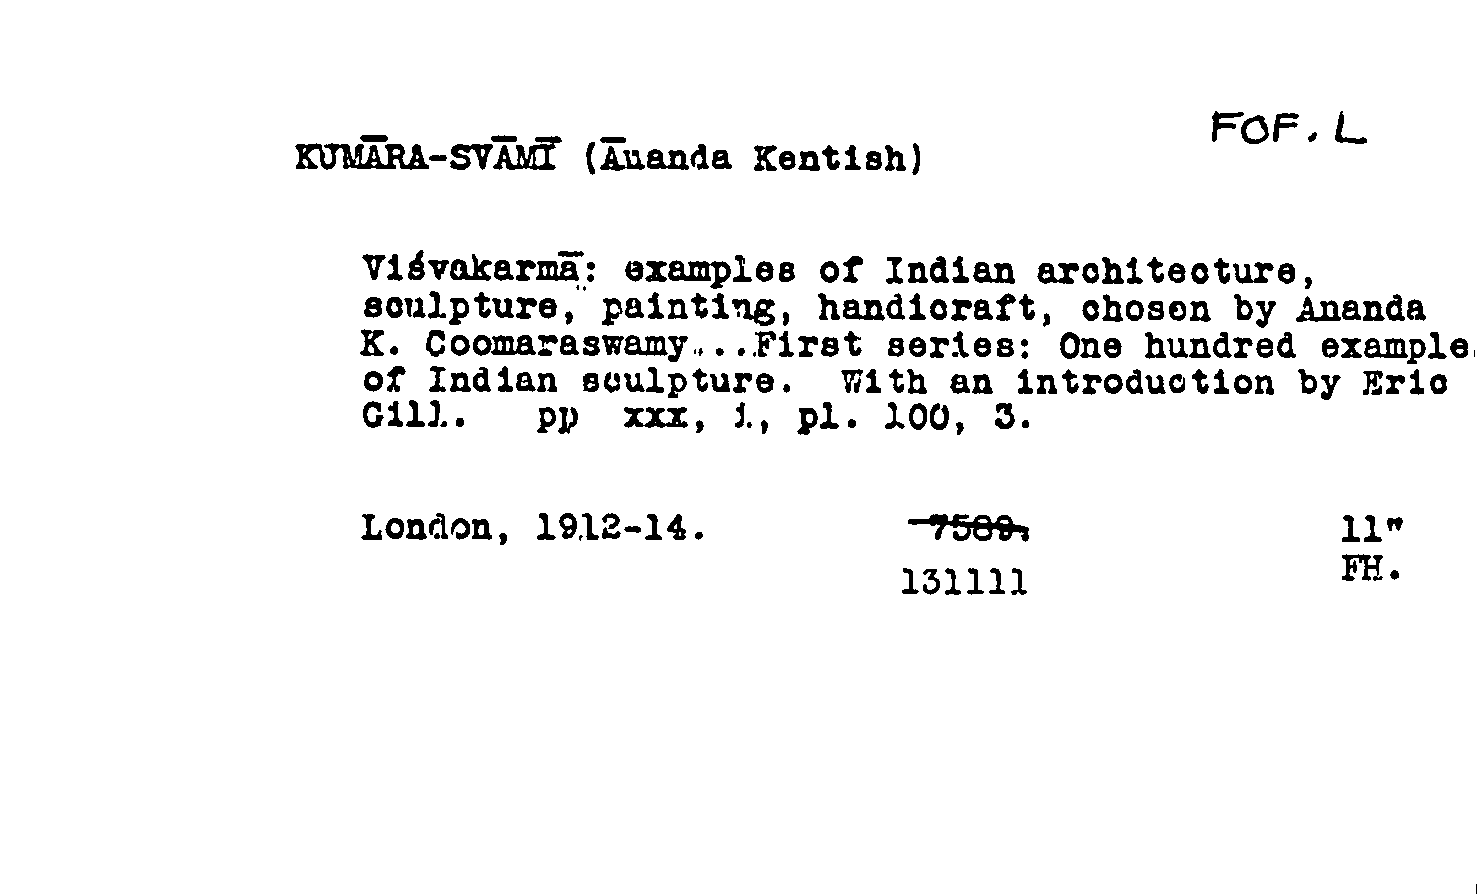 FOF. L
KUMĀRA-SVĀMĪ (Ānanda Kentish)
Viśvakarmā: examples of Indian architecture,
sculpture, painting, handicraft, chosen by Ananda
K. Coomaraswamy...First series: One hundred example
of Indian sculpture. With an introduction by Eric
Gill. pp xxx, i, pl. 100, 3.
London, 1912-14. 7589. 11"
131111 FH.